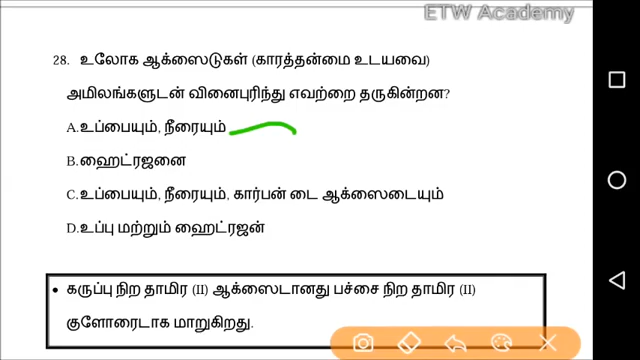 ETW Academy
28. உலோக ஆக்ஸைடுகள் (காரத்தன்மை உடயவை)
அமிலங்களுடன் வினைபுரிந்து எவற்றை தருகின்றன?
A.உப்பையும், நீரையும்
B.ஹைட்ரஜனை
C.உப்பையும், நீரையும், கார்பன் டை ஆக்ஸைடையும்
D.உப்பு மற்றும் ஹைட்ரஜன்
• கருப்பு நிற தாமிர (II) ஆக்ஸைடானது பச்சை நிற தாமிர (II)
குளோரைடாக மாறுகிறது.